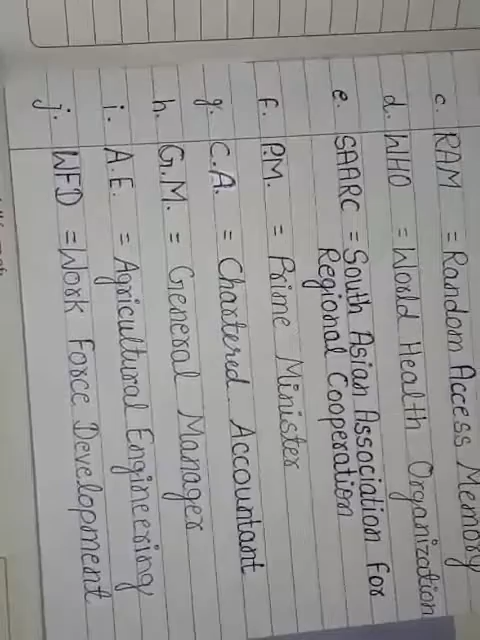 c. RAM = Random Access Memory
d. WHO = World Health Organization
e. SAARC = South Asian Association for
Regional Cooperation
f. P.M. = Prime Minister
g. C.A. = Chartered Accountant
h. G.M. = General Manager
i. A.E. = Agricultural Engineering
j. WFD = Work Force Development